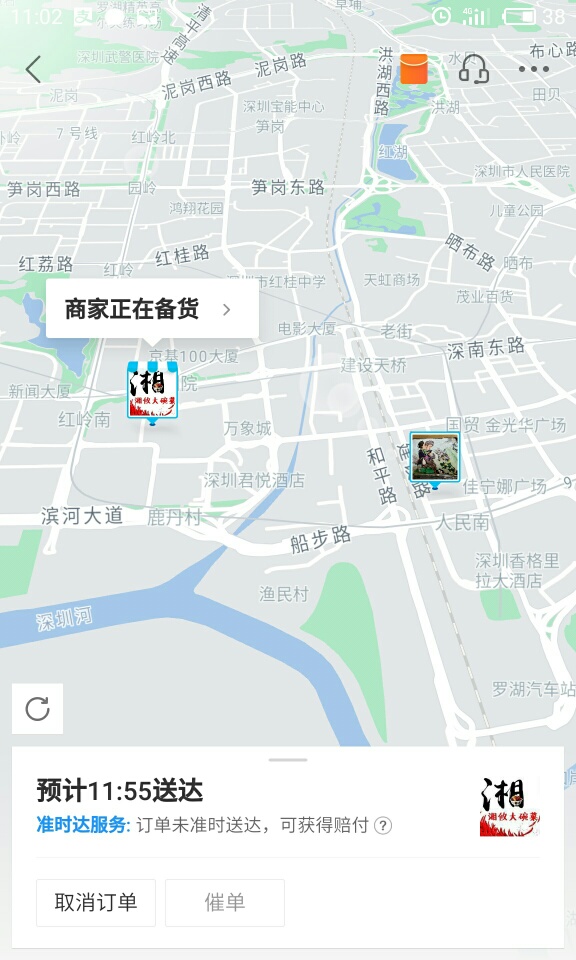 11:02
38
清平高速
深圳武警医院
泥岗西路
泥岗路
洪湖西路
水
布心路
田贝
泥岗
深圳宝能中心
笋岗
洪湖
7号线
红岭北
红湖
深圳市人民医院
笋岗西路
园岭
笋岗东路
鸿翔花园
儿童公园
红荔路
红岭
红桂路
晒布路
晒布
深圳市红桂中学
天虹商场
茂业百货
商家正在备货
电影大厦
老街
京基100大厦
建设天桥
深南东路
新闻大厦
院
湘
湘攸大碗菜
红岭南
万象城
国贸
金光华广场
和平路
深圳君悦酒店
佳宁娜广场
滨河大道
鹿丹村
船步路
人民南
深圳香格里
拉大酒店
渔民村
深圳河
罗湖汽车站
预计11:55送达
准时达服务: 订单未准时送达，可获得赔付
湘
湘攸大碗菜
取消订单
催单